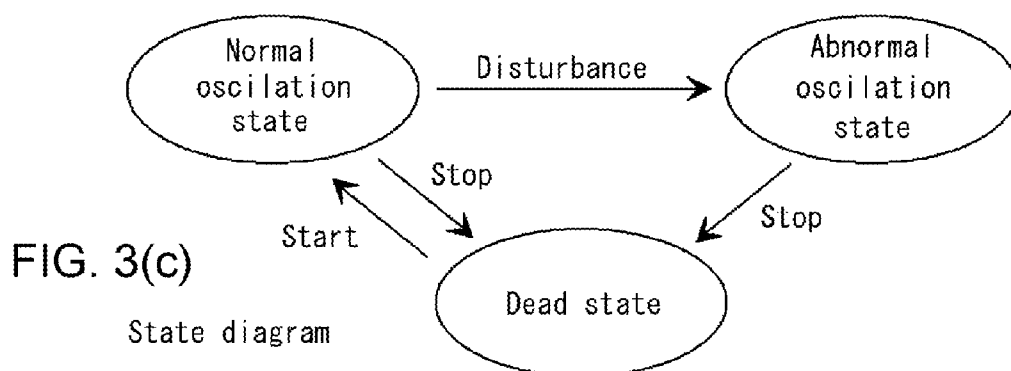 Normal
oscilation
state
Disturbance
Abnormal
oscilation
state
Stop
Start
Stop
Dead state
FIG. 3(c)
State diagram